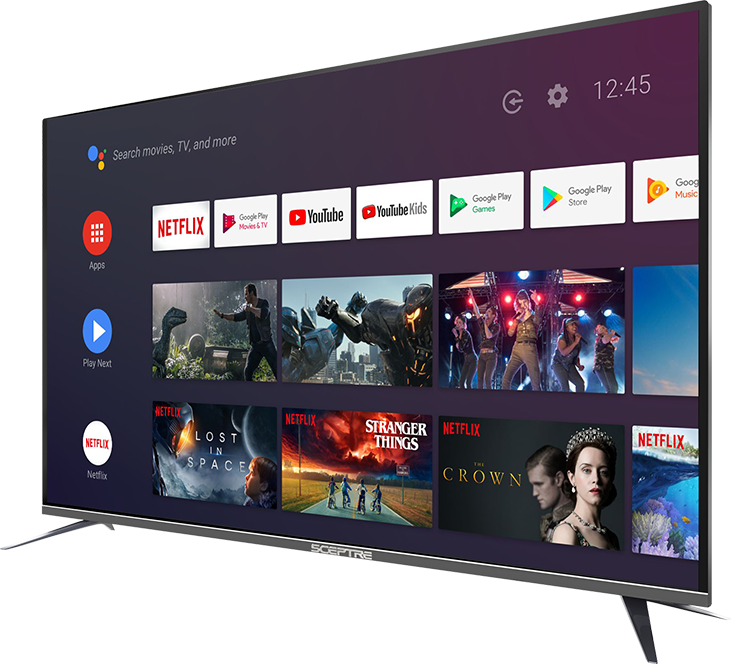 12:45
Search movies, TV, and more
NETFLIX
Google Play
Movies & TV
YouTube
YouTube Kids
Google Play
Games
Google Play
Store
Goog
Music
Apps
Play Next
NETFLIX
LOST
IN
SPACE
NETFLIX
STRANGER
THINGS
NETFLIX
THE
CROWN
NETFLIX
NETFLIX
Netflix
SCEPTRE